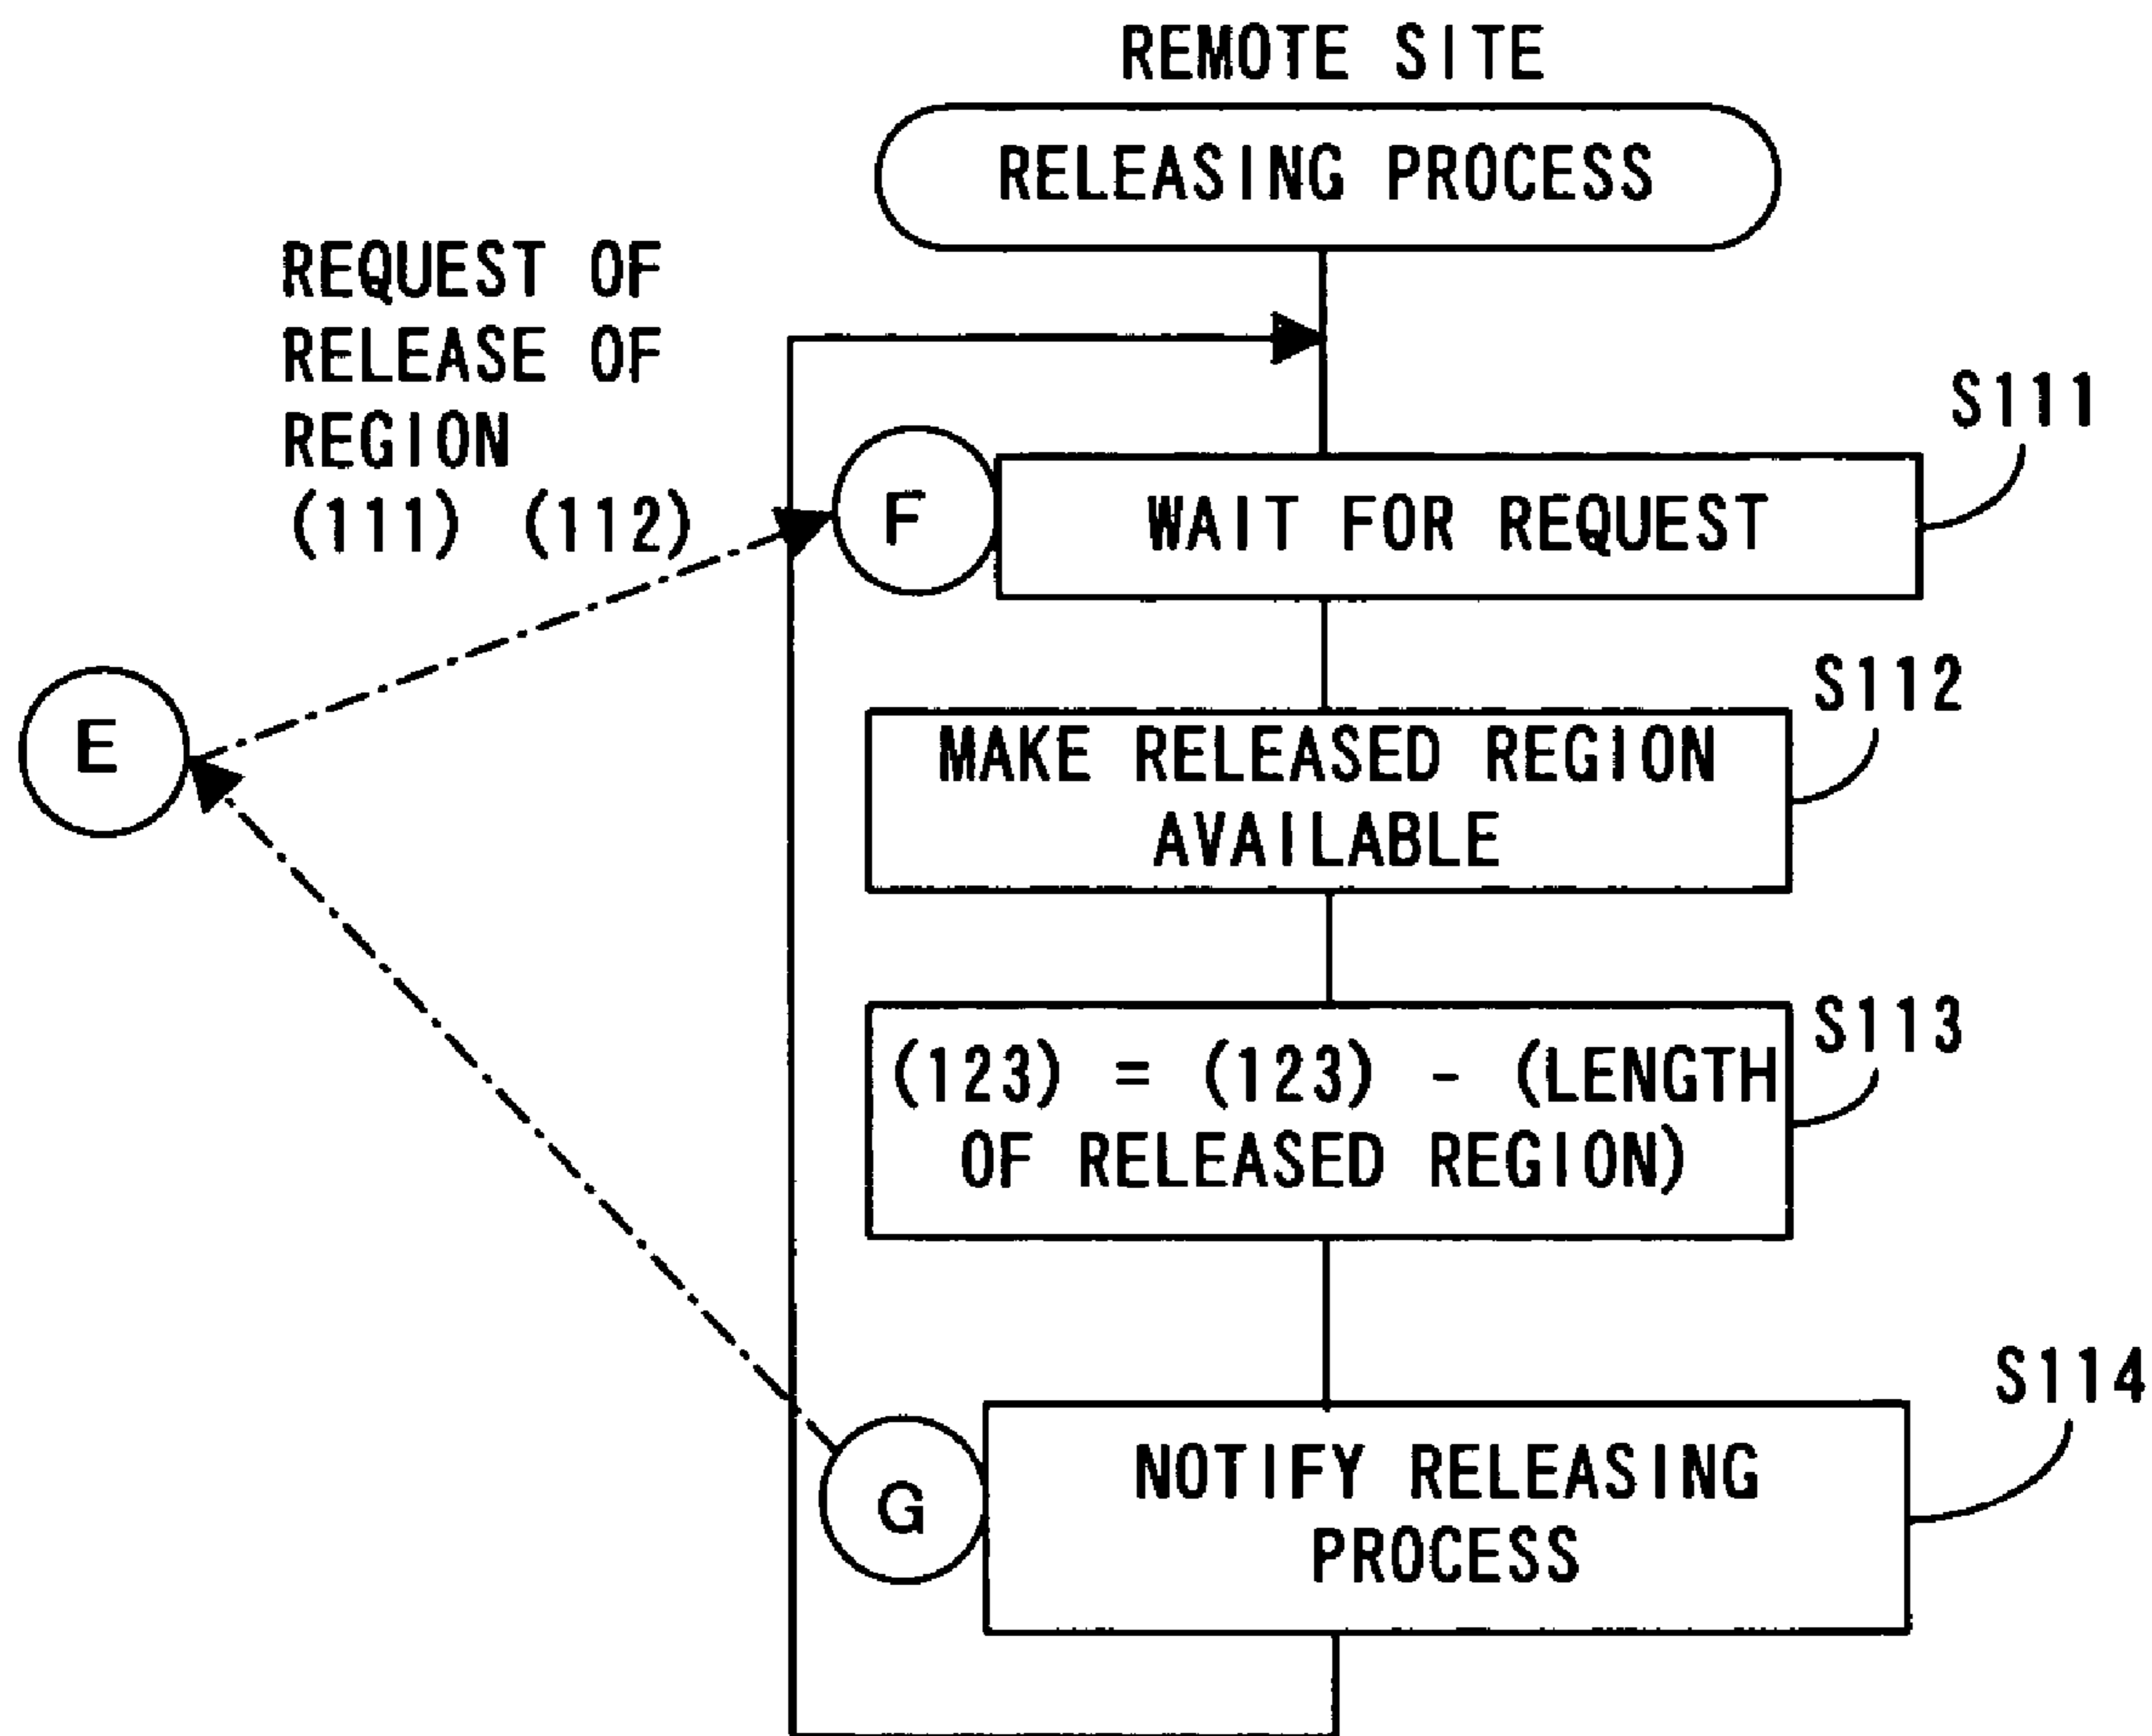 REMOTE SITE
RELEASING PROCESS
REQUEST OF
RELEASE OF
REGION
(111) (112)
S111
F
WAIT FOR REQUEST
E
S112
MAKE RELEASED REGION
AVAILABLE
S113
(123) = (123) - (LENGTH
OF RELEASED REGION)
S114
G
NOTIFY RELEASING
PROCESS